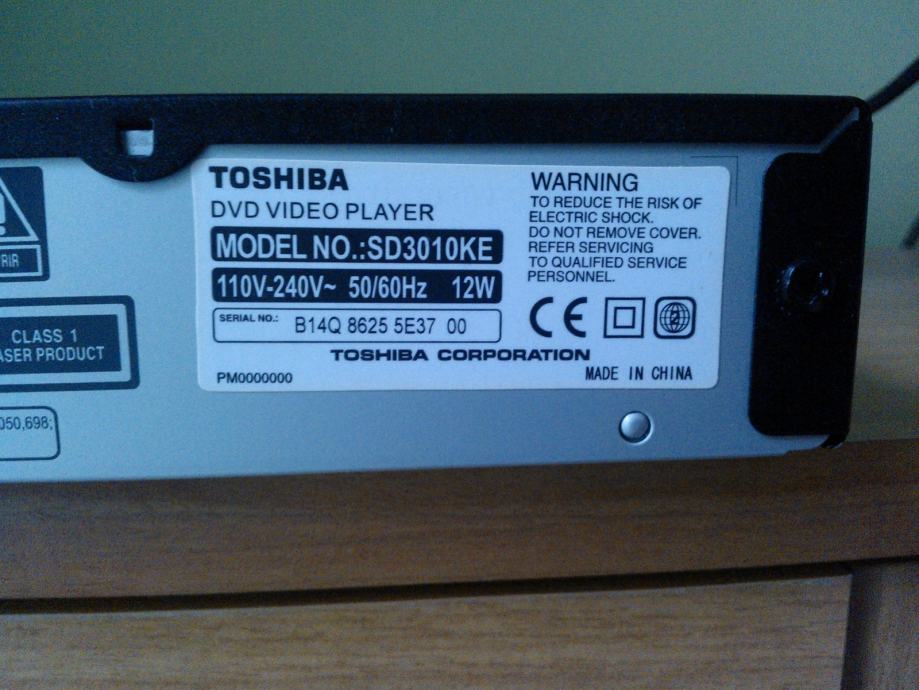 TOSHIBA
DVD VIDEO PLAYER
MODEL NO.:SD3010KE
110V-240V~ 50/60Hz 12W
SERIAL NO.: B14Q 8625 5E37 00
WARNING
TO REDUCE THE RISK OF
ELECTRIC SHOCK.
DO NOT REMOVE COVER.
REFER SERVICING
TO QUALIFIED SERVICE
PERSONNEL.
CE
2
TOSHIBA CORPORATION
PM0000000
MADE IN CHINA
CLASS 1
ASER PRODUCT
050,698;